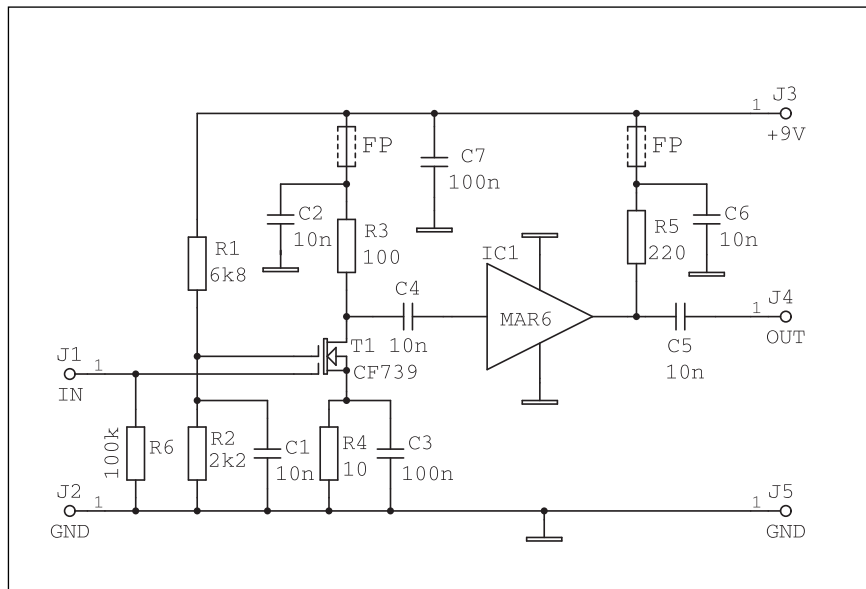 1
J3
+9V
FP
FP
C7
100n
C2
10n
R3
100
R5
220
C6
10n
R1
6k8
IC1
C4
10n
MAR6
1
J4
OUT
C5
10n
J1
1
IN
T1
CF739
100k
R6
R2
2k2
C1
10n
R4
10
C3
100n
J2
1
GND
1
J5
GND